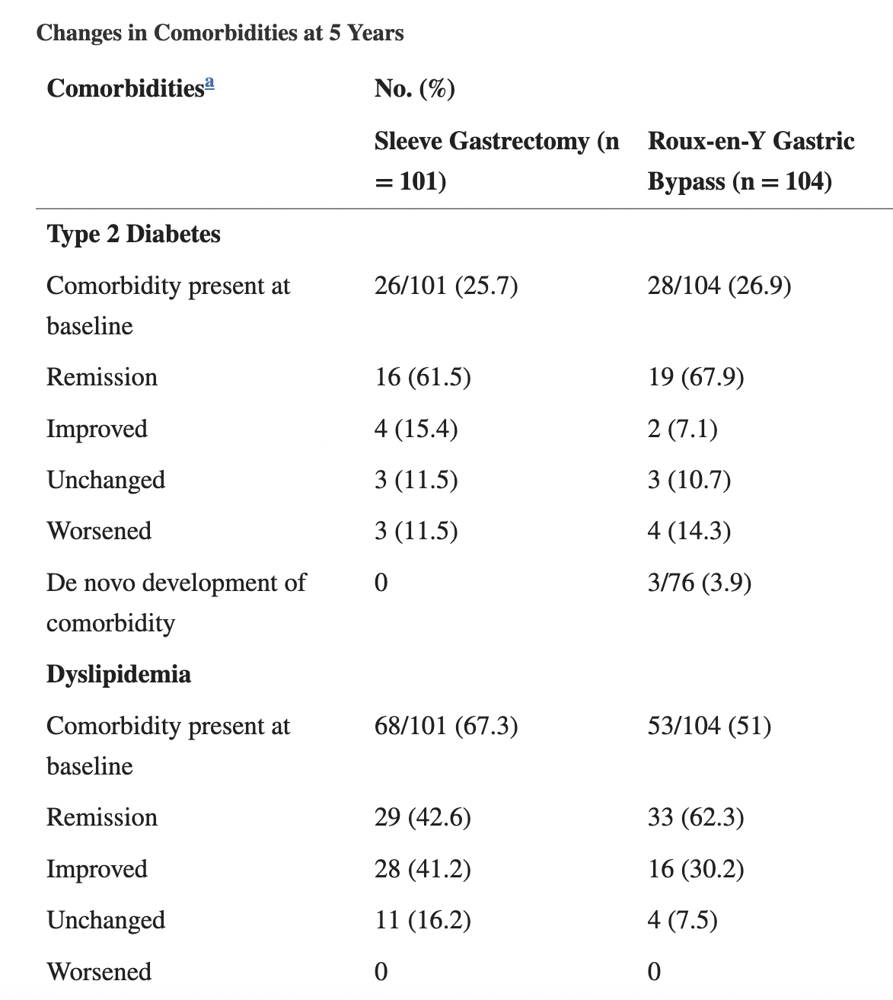 Changes in Comorbidities at 5 Years
Comorbiditiesa No. (%)
Sleeve Gastrectomy (n Roux-en-Y Gastric
= 101) Bypass (n = 104)
Type 2 Diabetes
Comorbidity present at 26/101 (25.7) 28/104 (26.9)
baseline
Remission 16 (61.5) 19 (67.9)
Improved 4 (15.4) 2 (7.1)
Unchanged 3 (11.5) 3 (10.7)
Worsened 3 (11.5) 4 (14.3)
De novo development of 0 3/76 (3.9)
comorbidity
Dyslipidemia
Comorbidity present at 68/101 (67.3) 53/104 (51)
baseline
Remission 29 (42.6) 33 (62.3)
Improved 28 (41.2) 16 (30.2)
Unchanged 11 (16.2) 4 (7.5)
Worsened 0 0